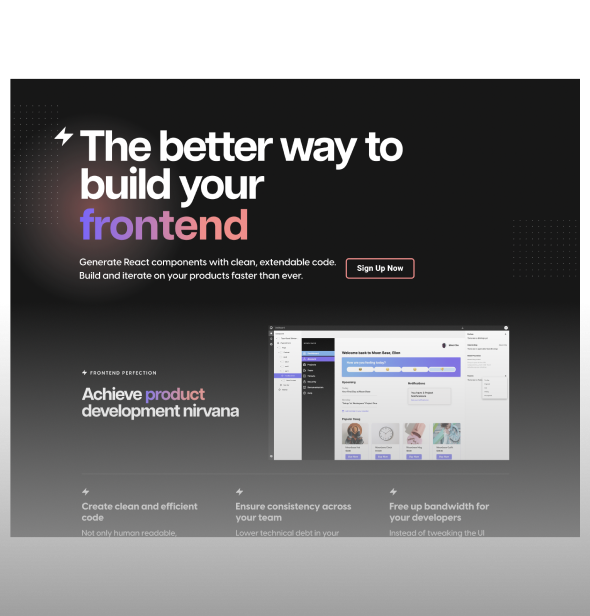 The better way to
build your
frontend
Generate React components with clean, extendable code.
Build and iterate on your products faster than ever.
Sign Up Now
FRONTEND PERFECTION
Achieve product
development nirvana
Welcome back to Mixer Gaze, Ellen
Upcoming
Notifications
Create clean and efficient
code
Ensure consistency across
your team
Free up bandwidth for
your developers
Not only human readable,
Lower technical debt in your
Instead of tweaking the UI